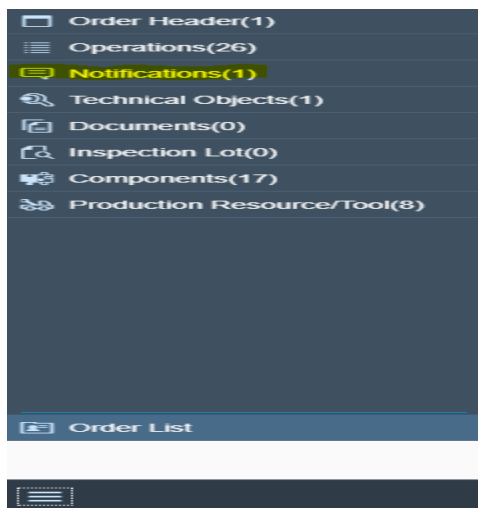 Order Header(1)
Operations(26)
Notifications(1)
Technical Objects(1)
Documents(0)
Inspection Lot(0)
Components(17)
Production Resource/Tool(8)
Order List